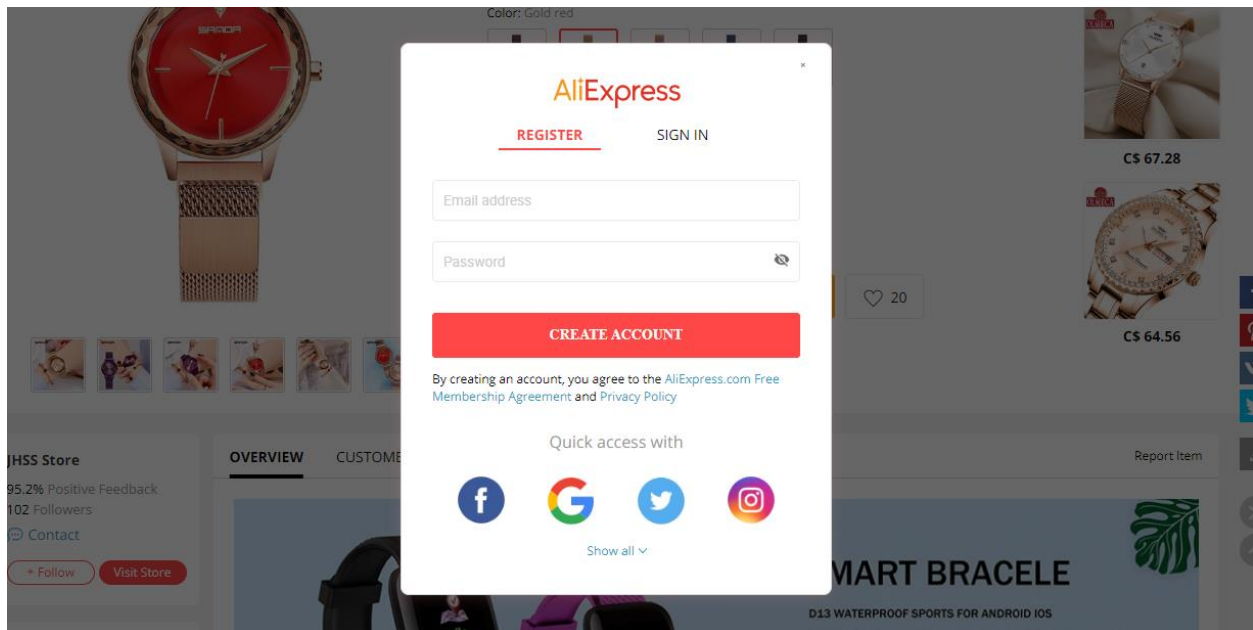 SANDA
Color: Gold red
AliExpress
REGISTER
SIGN IN
Email address
Password
CREATE ACCOUNT
By creating an account, you agree to the AliExpress.com Free
Membership Agreement and Privacy Policy
Quick access with
Show all
20
OLMECA
C$ 67.28
OLMECA
C$ 64.56
JHSS Store
95.2% Positive Feedback
102 Followers
Contact
+ Follow
Visit Store
OVERVIEW
CUSTOME
Report Item
MART BRACELE
D13 WATERPROOF SPORTS FOR ANDROID IOS